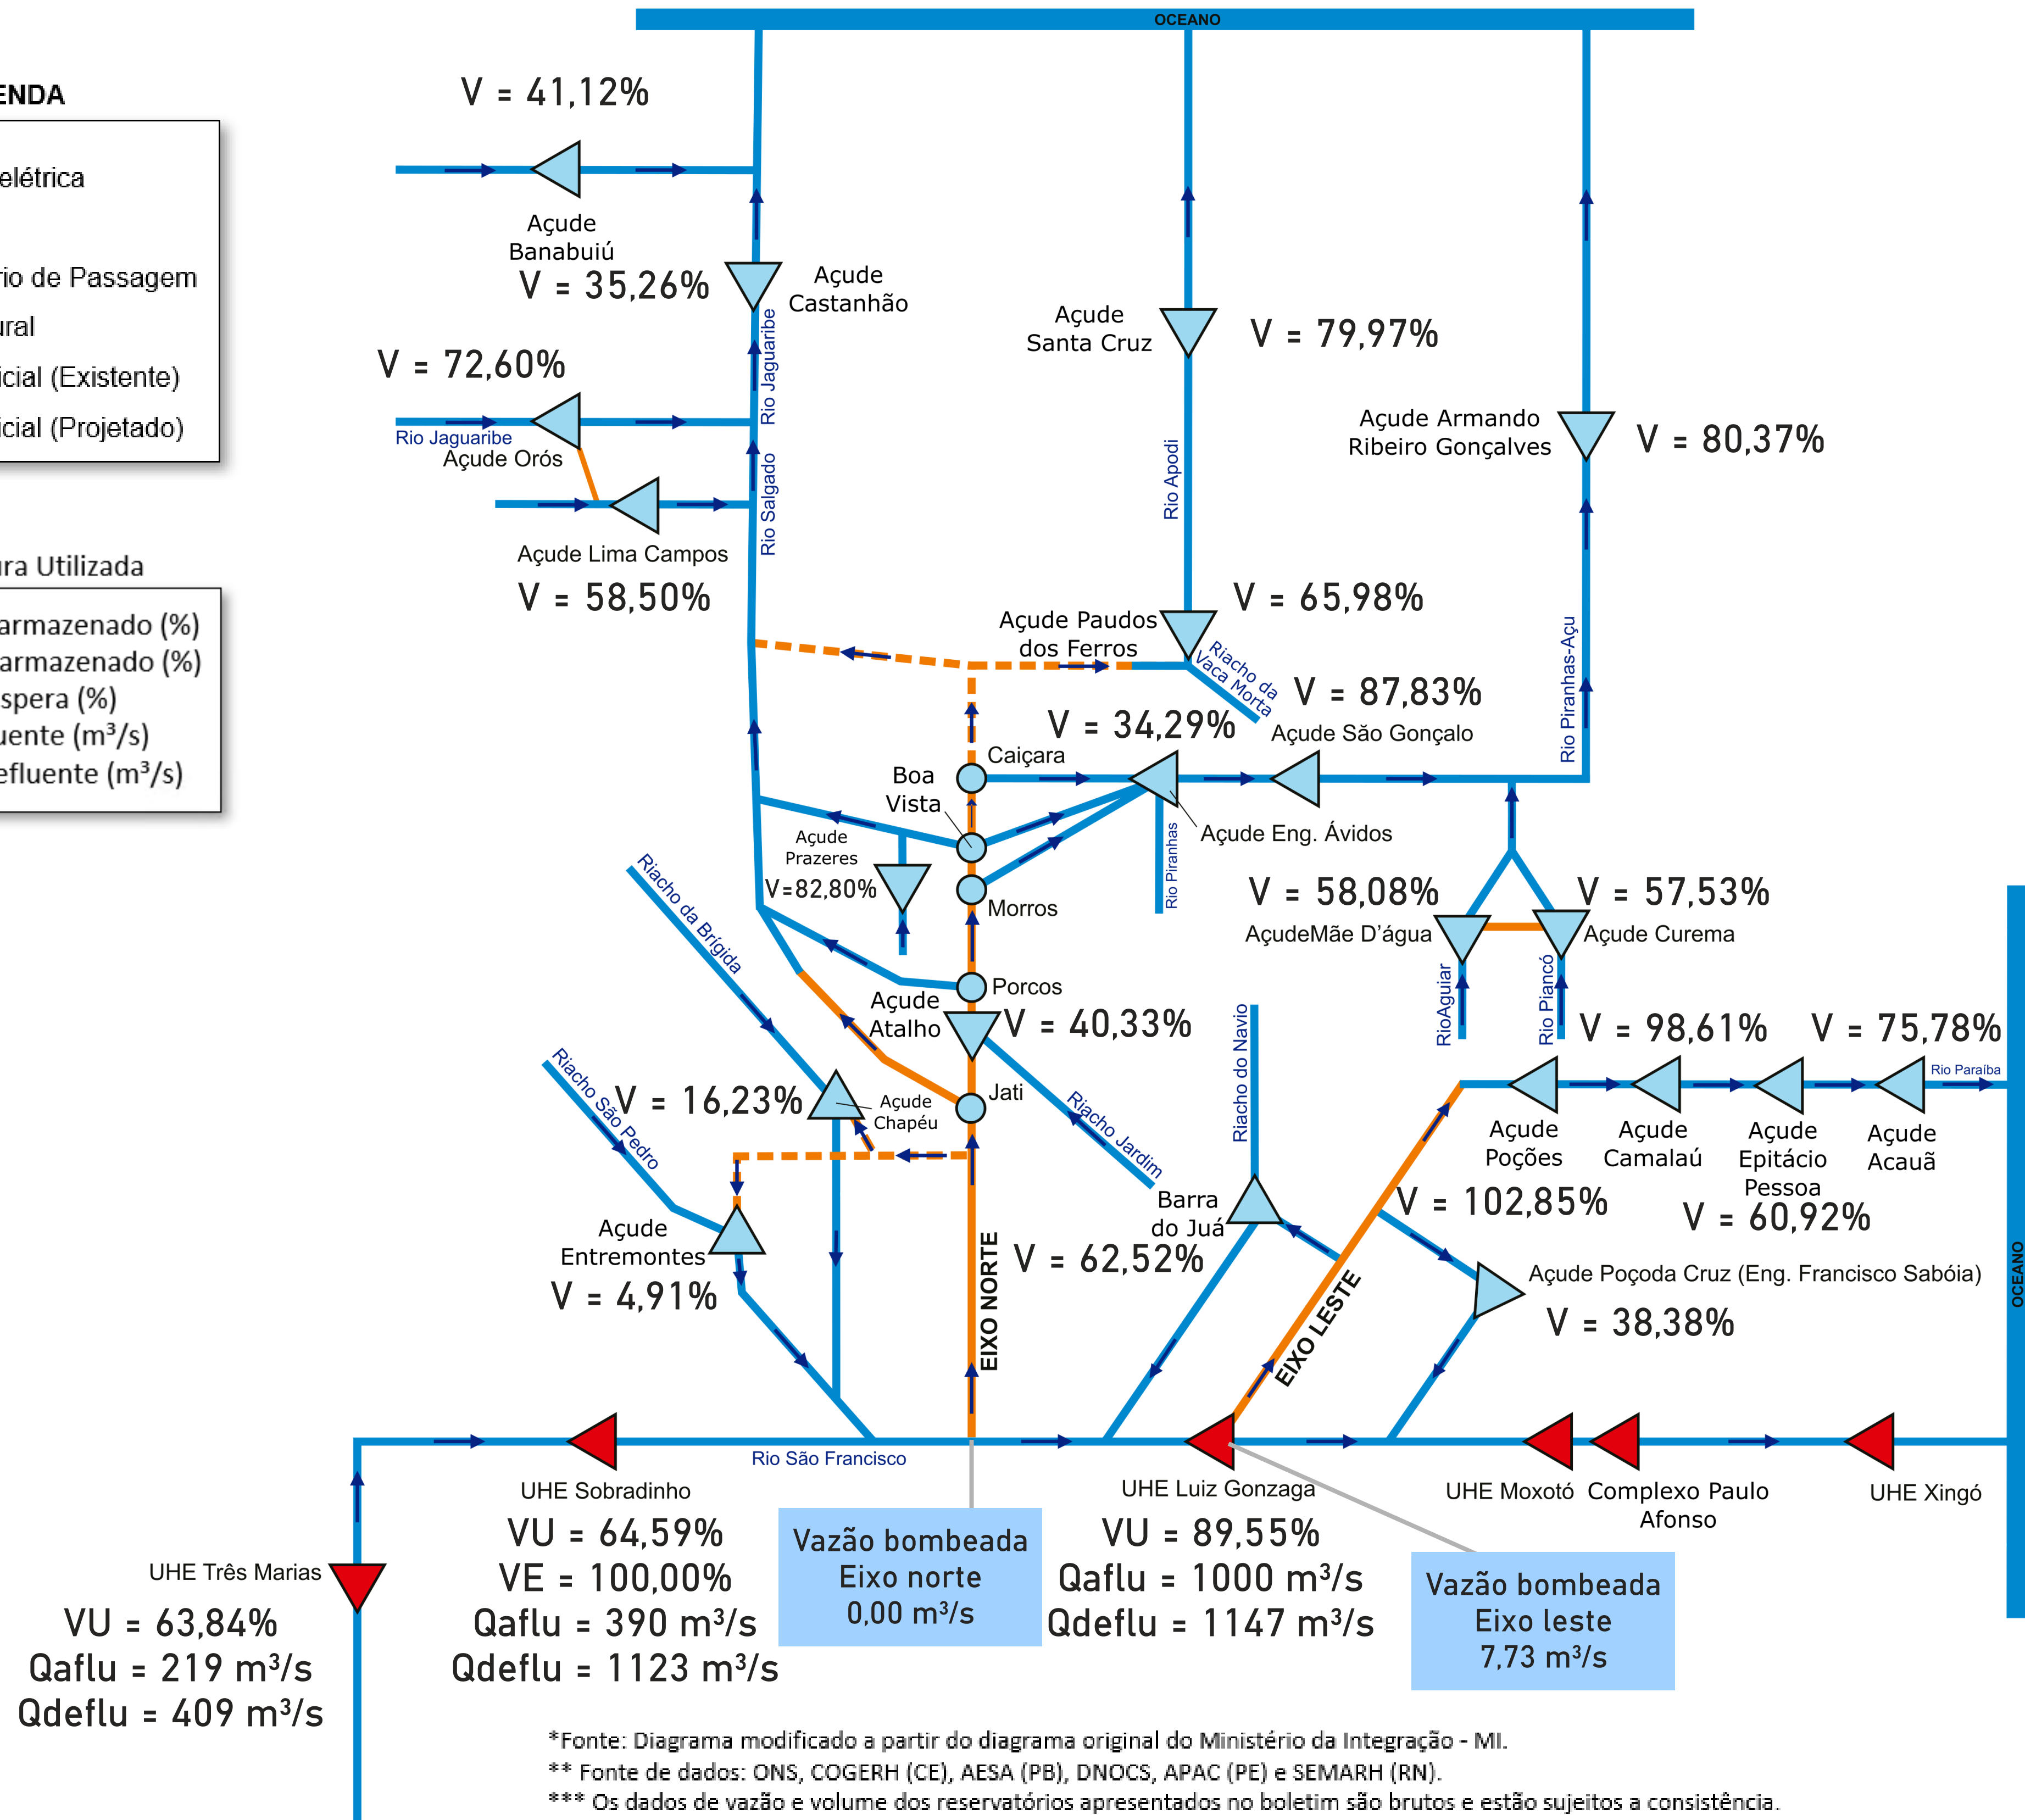 OCEANO
ENDA
elétrica
rio de Passagem
ural
icial (Existente)
icial (Projetado)
ura Utilizada
armazenado (%)
armazenado (%)
spera (%)
uente (m³/s)
efluente (m³/s)
V = 41,12%
Açude
Banabuiú
V = 35,26%
Açude
Castanhão
Rio Jaguaribe
V = 72,60%
Rio Jaguaribe
Açude Orós
Rio Salgado
Açude Lima Campos
V = 58,50%
Açude
Santa Cruz
V = 79,97%
Rio Apodi
Açude Armando
Ribeiro Gonçalves
V = 80,37%
Rio Piranhas-Açu
Açude Paudos
dos Ferros
V = 65,98%
Riacho da
Vaca Morta
V = 87,83%
Açude São Gonçalo
V = 34,29%
Caiçara
Boa
Vista
Açude Eng. Ávidos
Rio Piranhas
Açude
Prazeres
V=82,80%
Morros
Riacho da Brígida
V = 58,08%
AçudeMãe D'água
V = 57,53%
Açude Curema
RioAguiar
Rio Piancó
Porcos
Açude
Atalho
V = 40,33%
Jati
Riacho Jardim
Riacho São Pedro
V = 16,23%
Açude
Chapéu
Riacho do Navio
V = 98,61%
V = 75,78%
Rio Paraíba
Açude
Poções
Açude
Camalaú
Açude
Epitácio
Pessoa
Açude
Acauã
V = 102,85%
V = 60,92%
Barra
do Juá
V = 62,52%
Açude
Entremontes
V = 4,91%
EIXO NORTE
EIXO LESTE
Açude Poçoda Cruz (Eng. Francisco Sabóia)
V = 38,38%
OCEANO
Rio São Francisco
UHE Sobradinho
VU = 64,59%
VE = 100,00%
Qaflu = 390 m³/s
Qdeflu = 1123 m³/s
Vazão bombeada
Eixo norte
0,00 m³/s
UHE Luiz Gonzaga
VU = 89,55%
Qaflu = 1000 m³/s
Qdeflu = 1147 m³/s
Vazão bombeada
Eixo leste
7,73 m³/s
UHE Moxotó
Complexo Paulo
Afonso
UHE Xingó
UHE Três Marias
VU = 63,84%
Qaflu = 219 m³/s
Qdeflu = 409 m³/s
*Fonte: Diagrama modificado a partir do diagrama original do Ministério da Integração - MI.
** Fonte de dados: ONS, COGERH (CE), AESA (PB), DNOCS, APAC (PE) e SEMARH (RN).
*** Os dados de vazão e volume dos reservatórios apresentados no boletim são brutos e estão sujeitos a consistência.